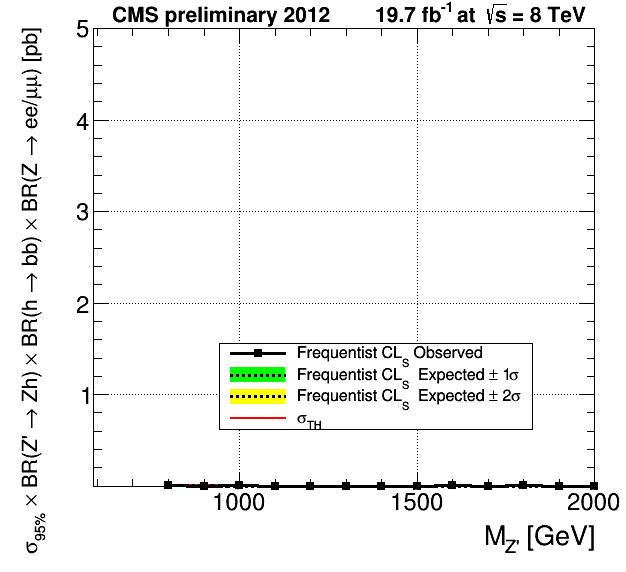 CMS preliminary 2012 19.7 fb⁻¹ at √s = 8 TeV
σ95% × BR(Z' → Zh) × BR(h → bb) × BR(Z → ee/μμ) [pb]
5
4
3
2
1
Frequentist CLS Observed
Frequentist CLS Expected ± 1σ
Frequentist CLS Expected ± 2σ
σTH
1000 1500 2000
MZ' [GeV]